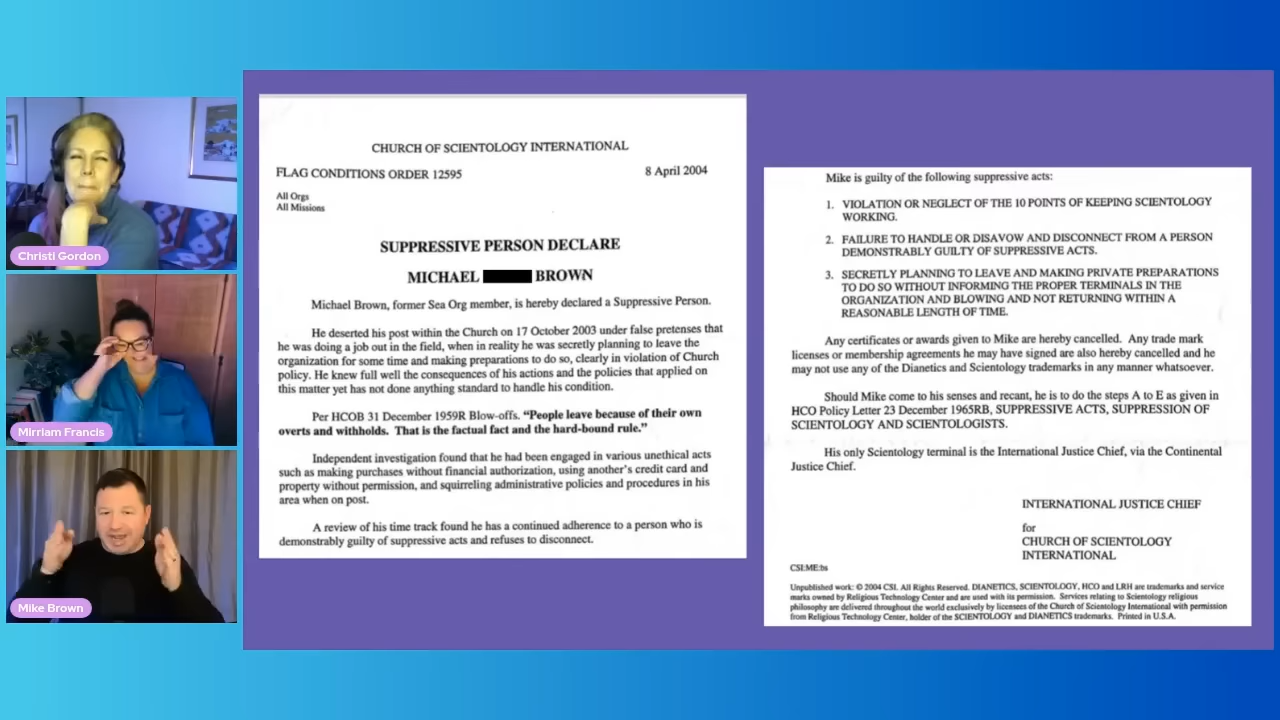 Christi Gordon
Mirriam Francis
Mike Brown
CHURCH OF SCIENTOLOGY INTERNATIONAL
FLAG CONDITIONS ORDER 12595
8 April 2004
All Orgs
All Missions
SUPPRESSIVE PERSON DECLARE
MICHAEL BROWN
Michael Brown, former Sea Org member, is hereby declared a Suppressive Person.
He deserted his post within the Church on 17 October 2003 under false pretenses that
he was doing a job out in the field, when in reality he was secretly planning to leave the
organization for some time and making preparations to do so, clearly in violation of Church
policy. He knew full well the consequences of his actions and the policies that applied on
this matter yet has not done anything standard to handle his condition.
Per HCOB 31 December 1959R Blow-offs. “People leave because of their own
overts and withholds. That is the factual fact and the hard-bound rule.”
Independent investigation found that he had been engaged in various unethical acts
such as making purchases without financial authorization, using another's credit card and
property without permission, and squirreling administrative policies and procedures in his
area when on post.
A review of his time track found he has a continued adherence to a person who is
demonstrably guilty of suppressive acts and refuses to disconnect.
Mike is guilty of the following suppressive acts:
1. VIOLATION OR NEGLECT OF THE 10 POINTS OF KEEPING SCIENTOLOGY
WORKING.
2. FAILURE TO HANDLE OR DISAVOW AND DISCONNECT FROM A PERSON
DEMONSTRABLY GUILTY OF SUPPRESSIVE ACTS.
3. SECRETLY PLANNING TO LEAVE AND MAKING PRIVATE PREPARATIONS
TO DO SO WITHOUT INFORMING THE PROPER TERMINALS IN THE
ORGANIZATION AND BLOWING AND NOT RETURNING WITHIN A
REASONABLE LENGTH OF TIME.
Any certificates or awards given to Mike are hereby cancelled. Any trade mark
licenses or membership agreements he may have signed are also hereby cancelled and he
may not use any of the Dianetics and Scientology trademarks in any manner whatsoever.
Should Mike come to his senses and recant, he is to do the steps A to E as given in
HCO Policy Letter 23 December 1965RB, SUPPRESSIVE ACTS, SUPPRESSION OF
SCIENTOLOGY AND SCIENTOLOGISTS.
His only Scientology terminal is the International Justice Chief, via the Continental
Justice Chief.
INTERNATIONAL JUSTICE CHIEF
for
CHURCH OF SCIENTOLOGY
INTERNATIONAL
CSI:ME:bs
Unpublished work: © 2004 CSI. All Rights Reserved. DIANETICS, SCIENTOLOGY, HCO and LRH are trademarks and service
marks owned by Religious Technology Center and are used with its permission. Services relating to Scientology religious
philosophy are delivered throughout the world exclusively by licensees of the Church of Scientology International with permission
from Religious Technology Center, holder of the SCIENTOLOGY and DIANETICS trademarks. Printed in U.S.A.